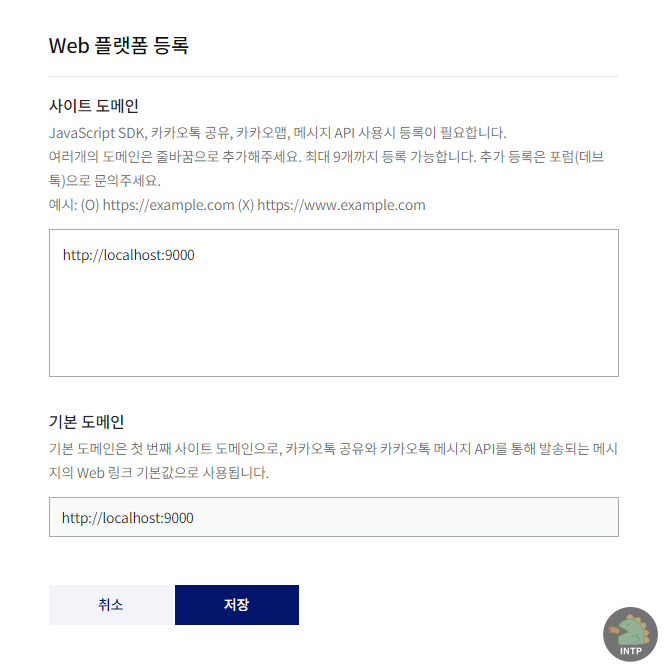 Web 플랫폼 등록
사이트 도메인
JavaScript SDK, 카카오톡 공유, 카카오맵, 메시지 API 사용시 등록이 필요합니다.
여러개의 도메인은 줄바꿈으로 추가해주세요. 최대 9개까지 등록 가능합니다. 추가 등록은 포럼(데브
톡)으로 문의주세요.
예시: (O) https://example.com (X) https://www.example.com
http://localhost:9000
기본 도메인
기본 도메인은 첫 번째 사이트 도메인으로, 카카오톡 공유와 카카오톡 메시지 API를 통해 발송되는 메시
지의 Web 링크 기본값으로 사용됩니다.
http://localhost:9000
취소 저장
INTP